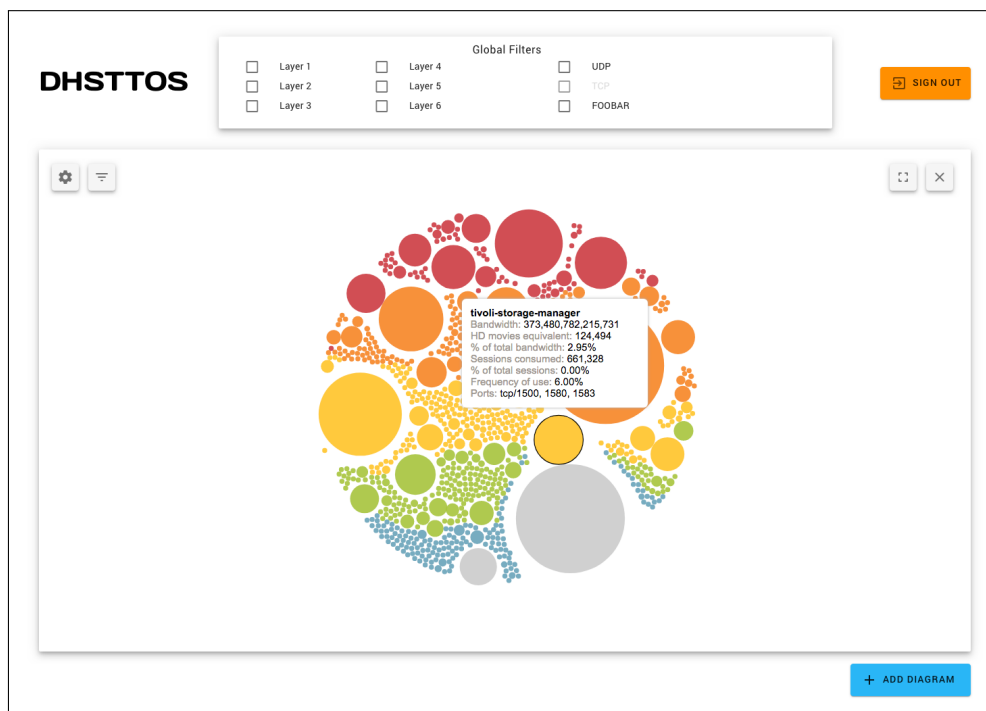 Global Filters
DHSTTOS
Layer 1 Layer 4 UDP
Layer 2 Layer 5 TCP
Layer 3 Layer 6 FOOBAR
SIGN OUT
tivoli-storage-manager
Bandwidth: 373,480,782,215,731
HD movies equivalent: 124,494
% of total bandwidth: 2.95%
Sessions consumed: 661,328
% of total sessions: 0.00%
Frequency of use: 6.00%
Ports: tcp/1500, 1580, 1583
ADD DIAGRAM